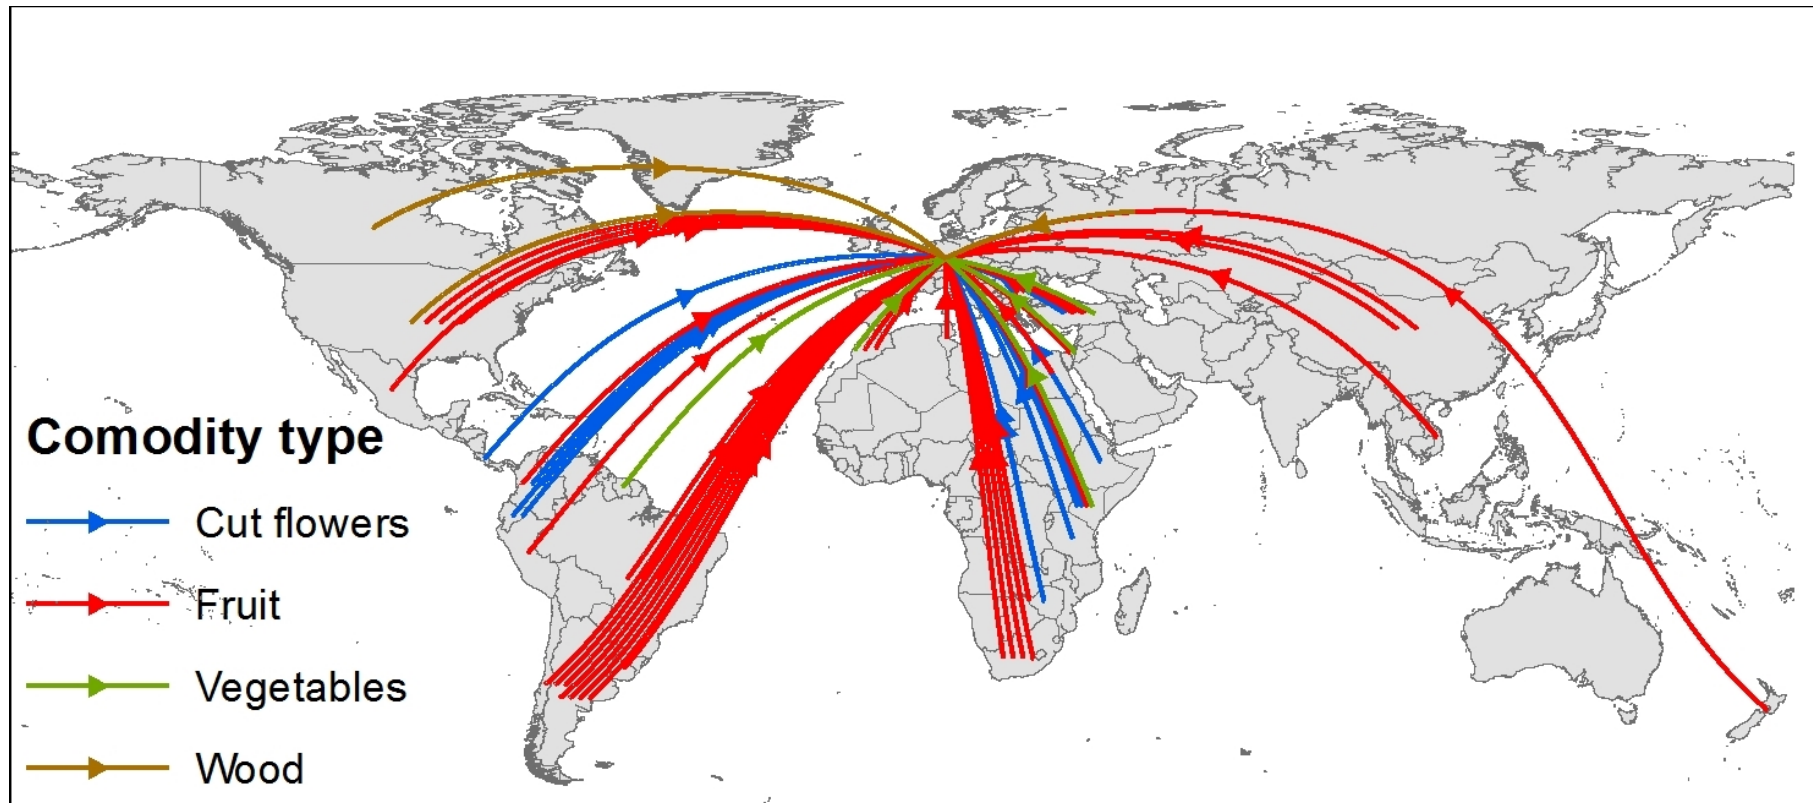 Comodity type
Cut flowers
Fruit
Vegetables
Wood